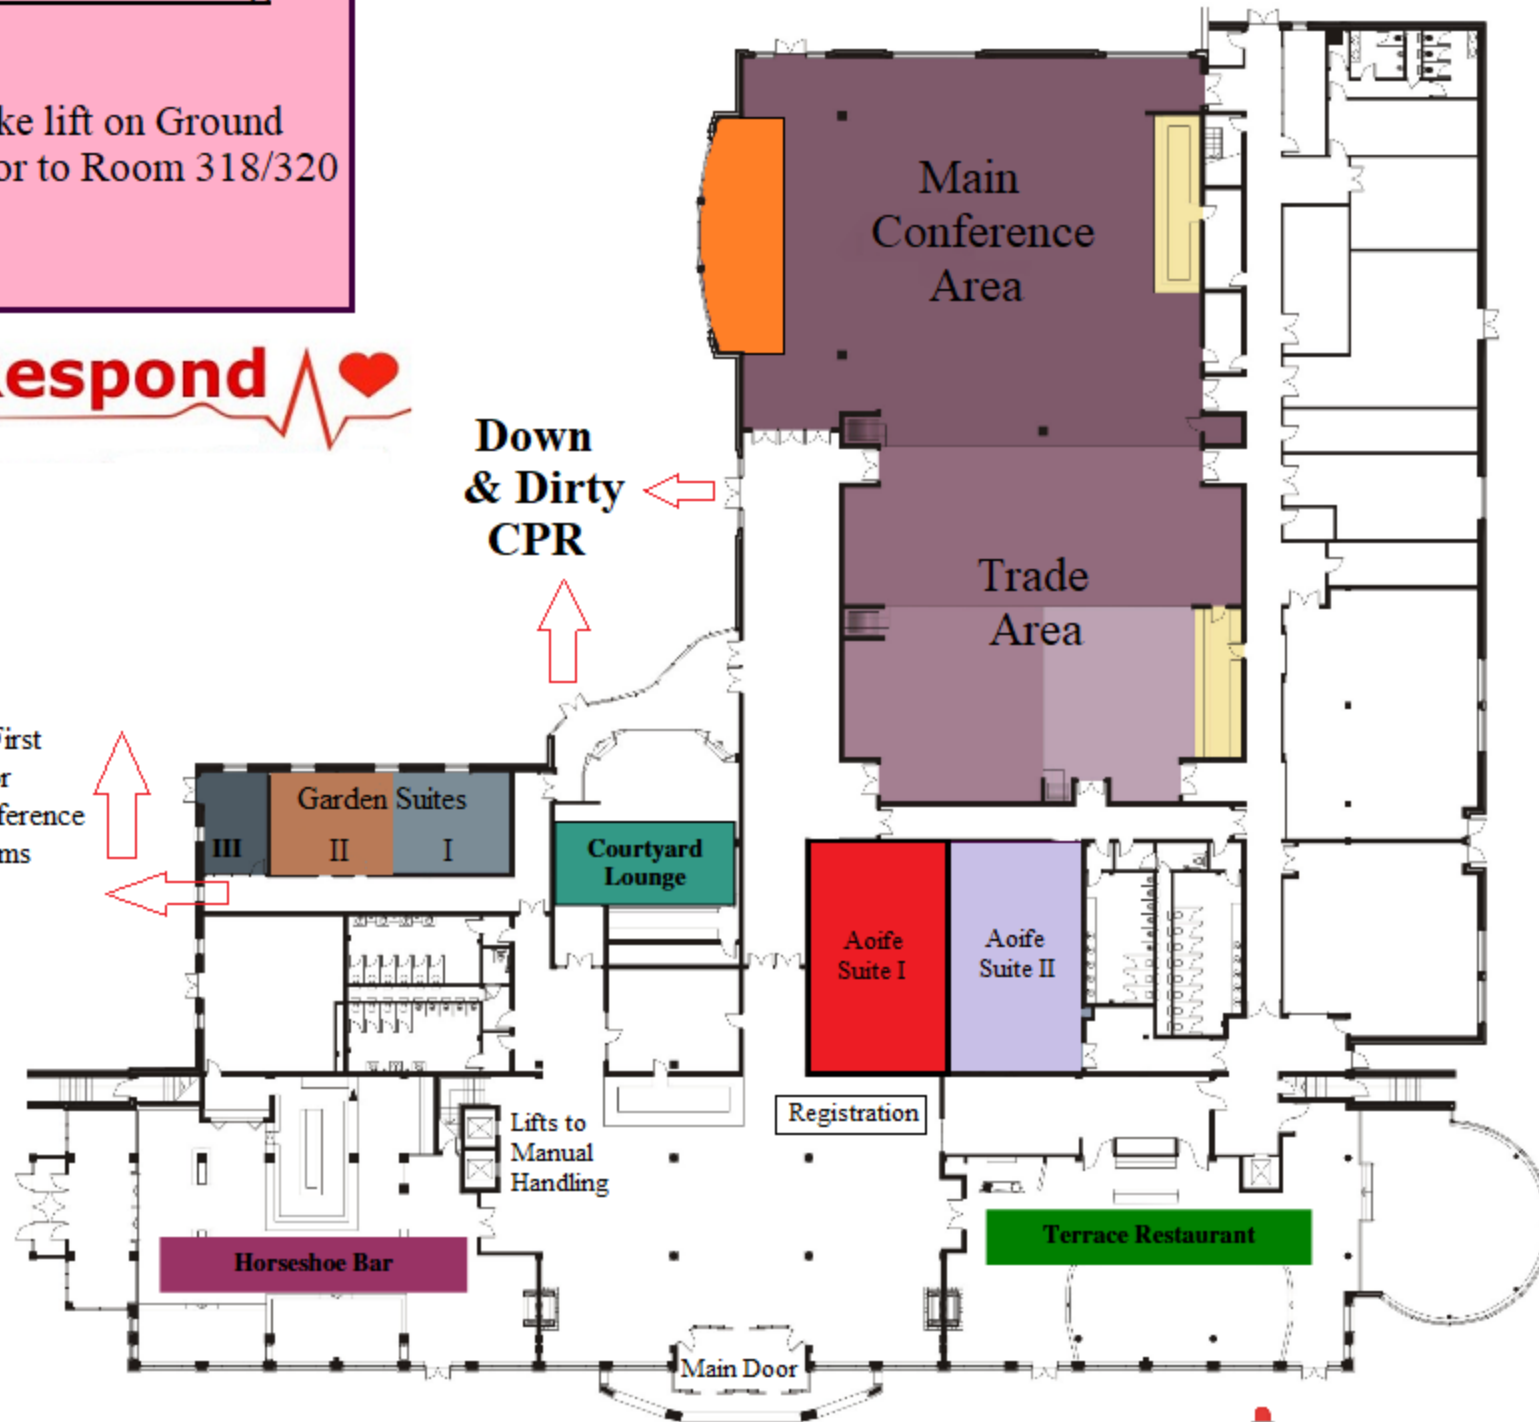 ke lift on Ground
or to Room 318/320
espond
Main
Conference
Area
Down
& Dirty
CPR
Trade
Area
First
or
ference
ms
Garden Suites
III
II
I
Courtyard
Lounge
Aoife
Suite I
Aoife
Suite II
Registration
Lifts to
Manual
Handling
Horseshoe Bar
Terrace Restaurant
Main Door